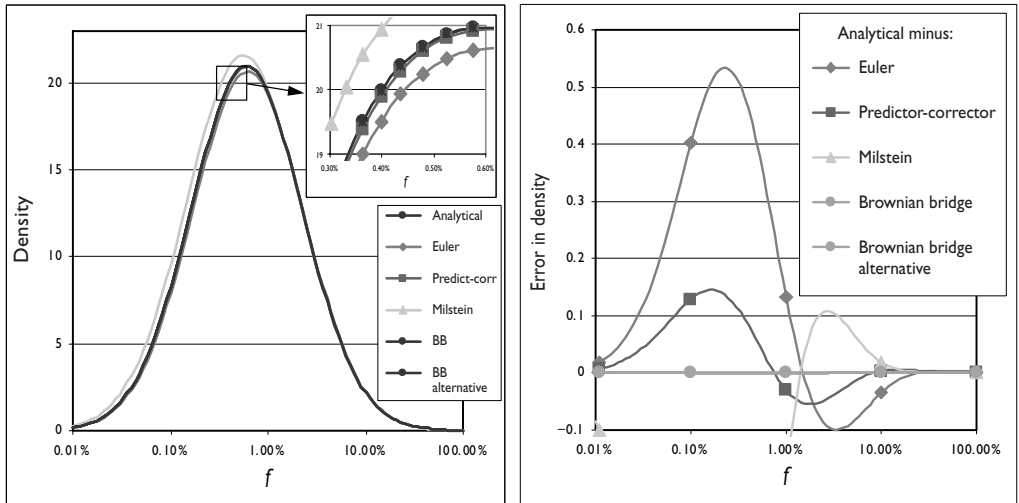 Density
20
15
10
5
0
0.01%
0.10%
1.00%
10.00%
100.00%
f
21
20
19
0.30%
0.40%
0.50%
0.60%
f
Analytical
Euler
Predict-corr
Milstein
BB
BB
alternative
Error in density
0.6
0.5
0.4
0.3
0.2
0.1
0
−0.1
0.01%
0.10%
1.00%
10.00%
100.00%
f
Analytical minus:
Euler
Predictor-corrector
Milstein
Brownian bridge
Brownian bridge
alternative